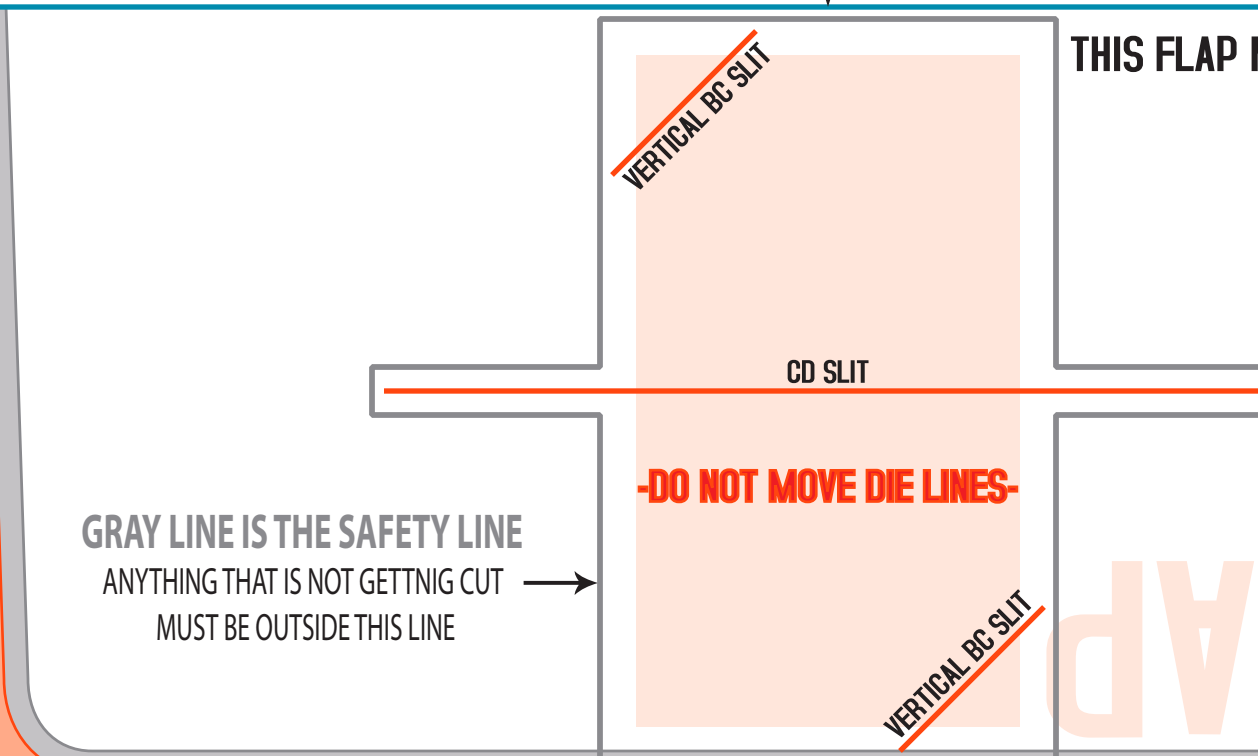 THIS FLAP
VERTICAL BC SLIT
CD SLIT
-DO NOT MOVE DIE LINES-
GRAY LINE IS THE SAFETY LINE
ANYTHING THAT IS NOT GETTNIG CUT
MUST BE OUTSIDE THIS LINE
VERTICAL BC SLIT